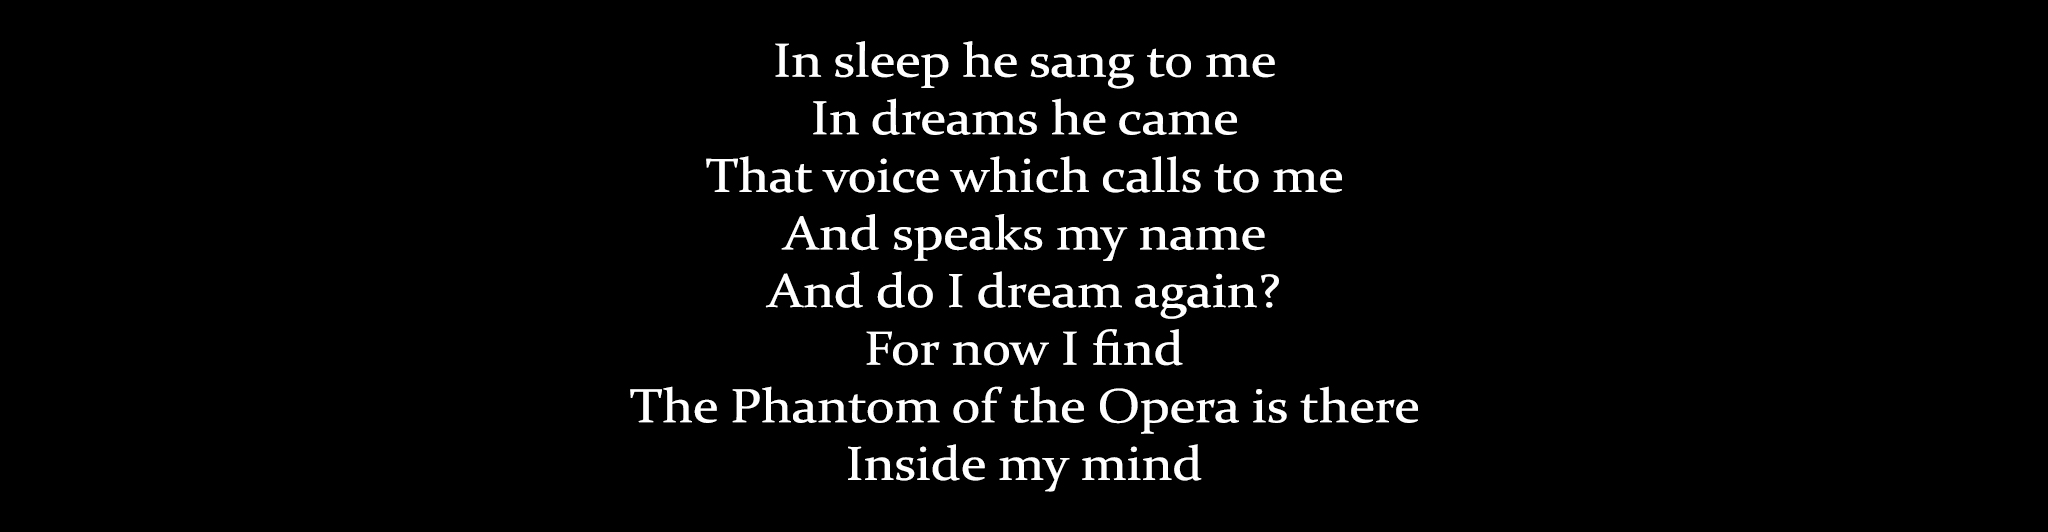 In sleep he sang to me
In dreams he came
That voice which calls to me
And speaks my name
And do I dream again?
For now I find
The Phantom of the Opera is there
Inside my mind